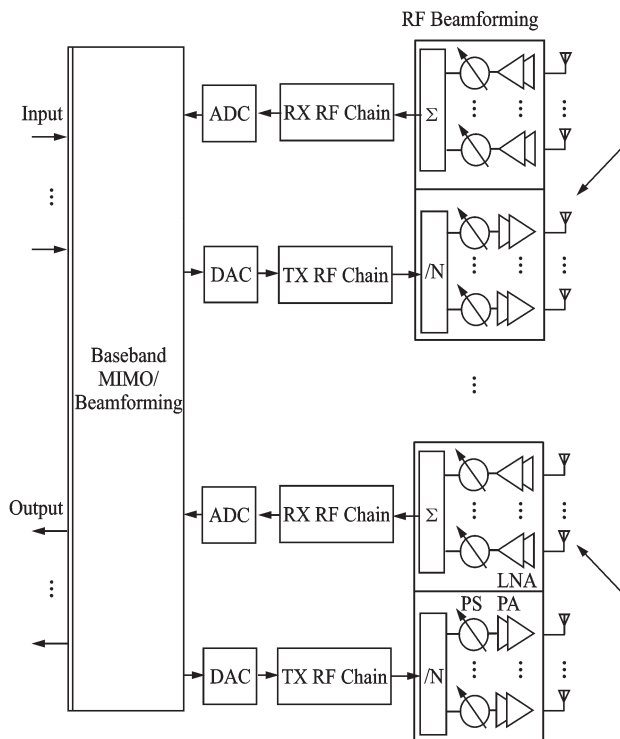 RF Beamforming
Input
ADC
RX RF Chain
Σ
⋯
DAC
TX RF Chain
/N
Baseband
MIMO/
Beamforming
Output
ADC
RX RF Chain
Σ
LNA
PS PA
DAC
TX RF Chain
/N